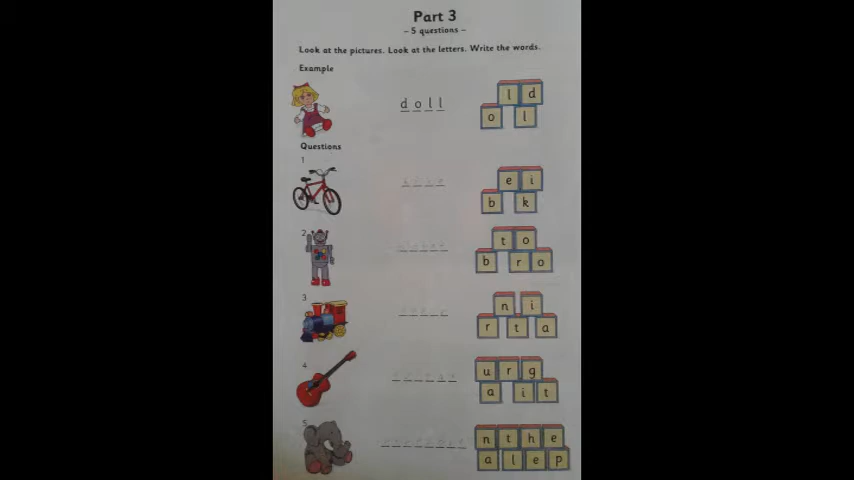 Part 3
– 5 questions –
Look at the pictures. Look at the letters. Write the words.
Example
d o l l
l d
o l
Questions
1
e i
b k
2
t o
b r o
3
n i
r t a
4
u r g
a i t
5
n t h e
a l e p